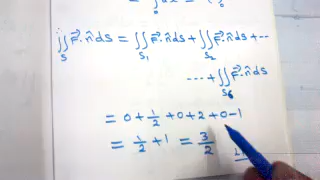 ∬_S F⃗·n̂ ds = ∬_{S₁} F⃗·n̂ ds + ∬_{S₂} F⃗·n̂ ds + ---
--- + ∬_{S₆} F⃗·n̂ ds
= 0 + 1/2 + 0 + 2 + 0 - 1
= 1/2 + 1 = 3/2